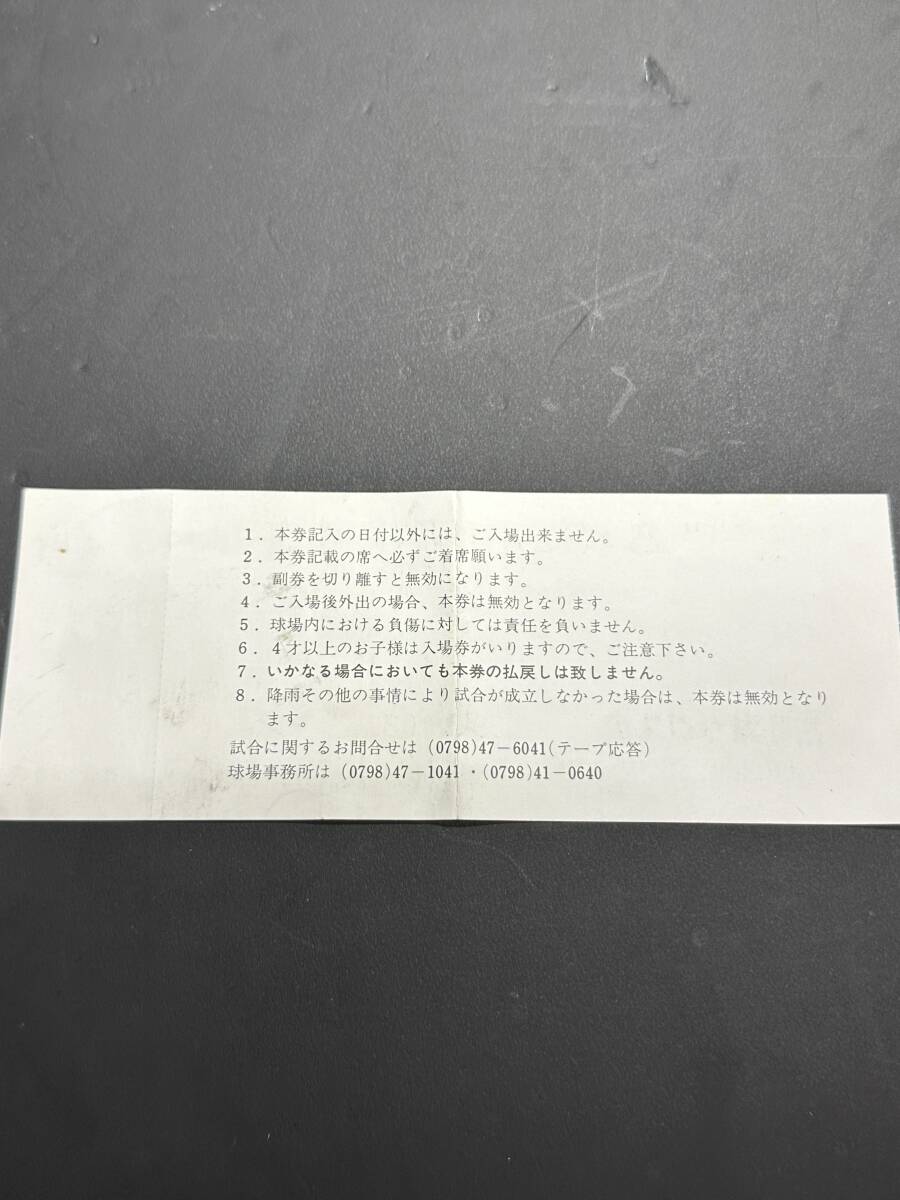 1．本券記入の日付以外には、ご入場出来ません。
2．本券記載の席へ必ずご着席願います。
3．副券を切り離すと無効になります。
4．ご入場後外出の場合、本券は無効となります。
5．球場内における負傷に対しては責任を負いません。
6．4才以上のお子様は入場券がいりますので、ご注意下さい。
7．いかなる場合においても本券の払戻しは致しません。
8．降雨その他の事情により試合が成立しなかった場合は、本券は無効となり
ます。
試合に関するお問合せは(0798)47－6041(テープ応答)
球場事務所は(0798)47－1041・(0798)41－0640